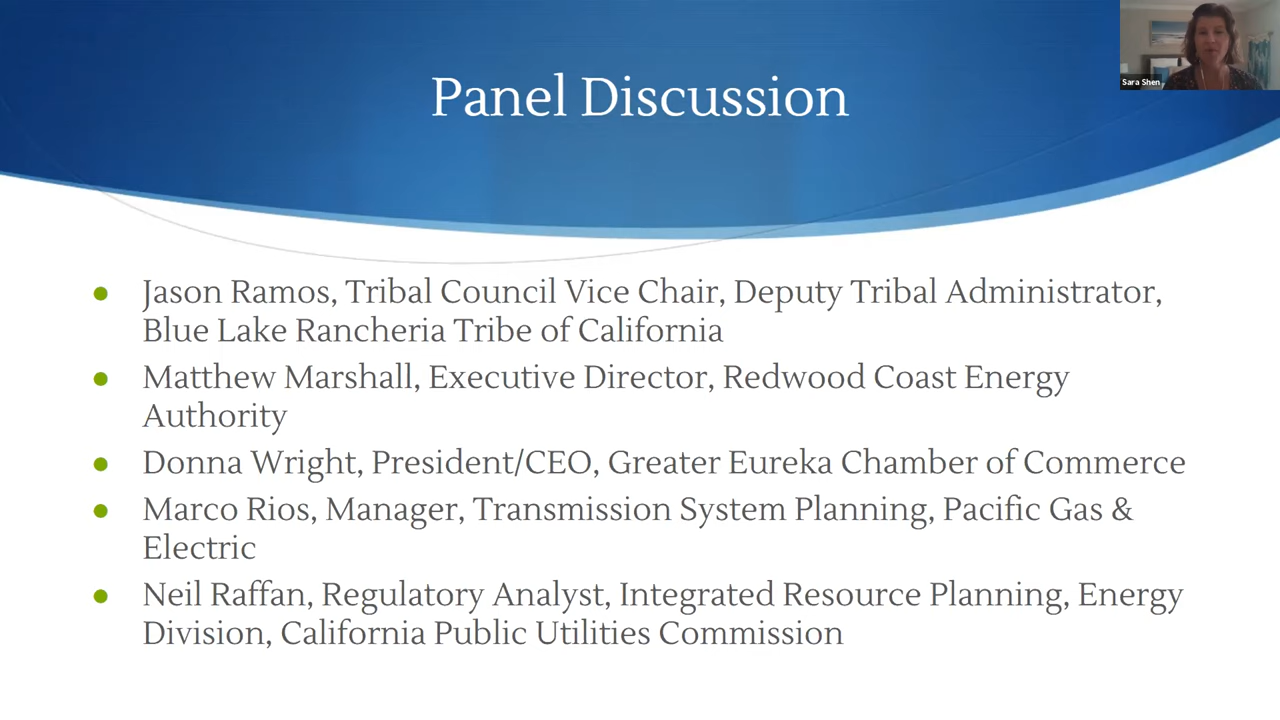 Sara Shen
Panel Discussion
● Jason Ramos, Tribal Council Vice Chair, Deputy Tribal Administrator,
Blue Lake Rancheria Tribe of California
● Matthew Marshall, Executive Director, Redwood Coast Energy
Authority
● Donna Wright, President/CEO, Greater Eureka Chamber of Commerce
● Marco Rios, Manager, Transmission System Planning, Pacific Gas &
Electric
● Neil Raffan, Regulatory Analyst, Integrated Resource Planning, Energy
Division, California Public Utilities Commission